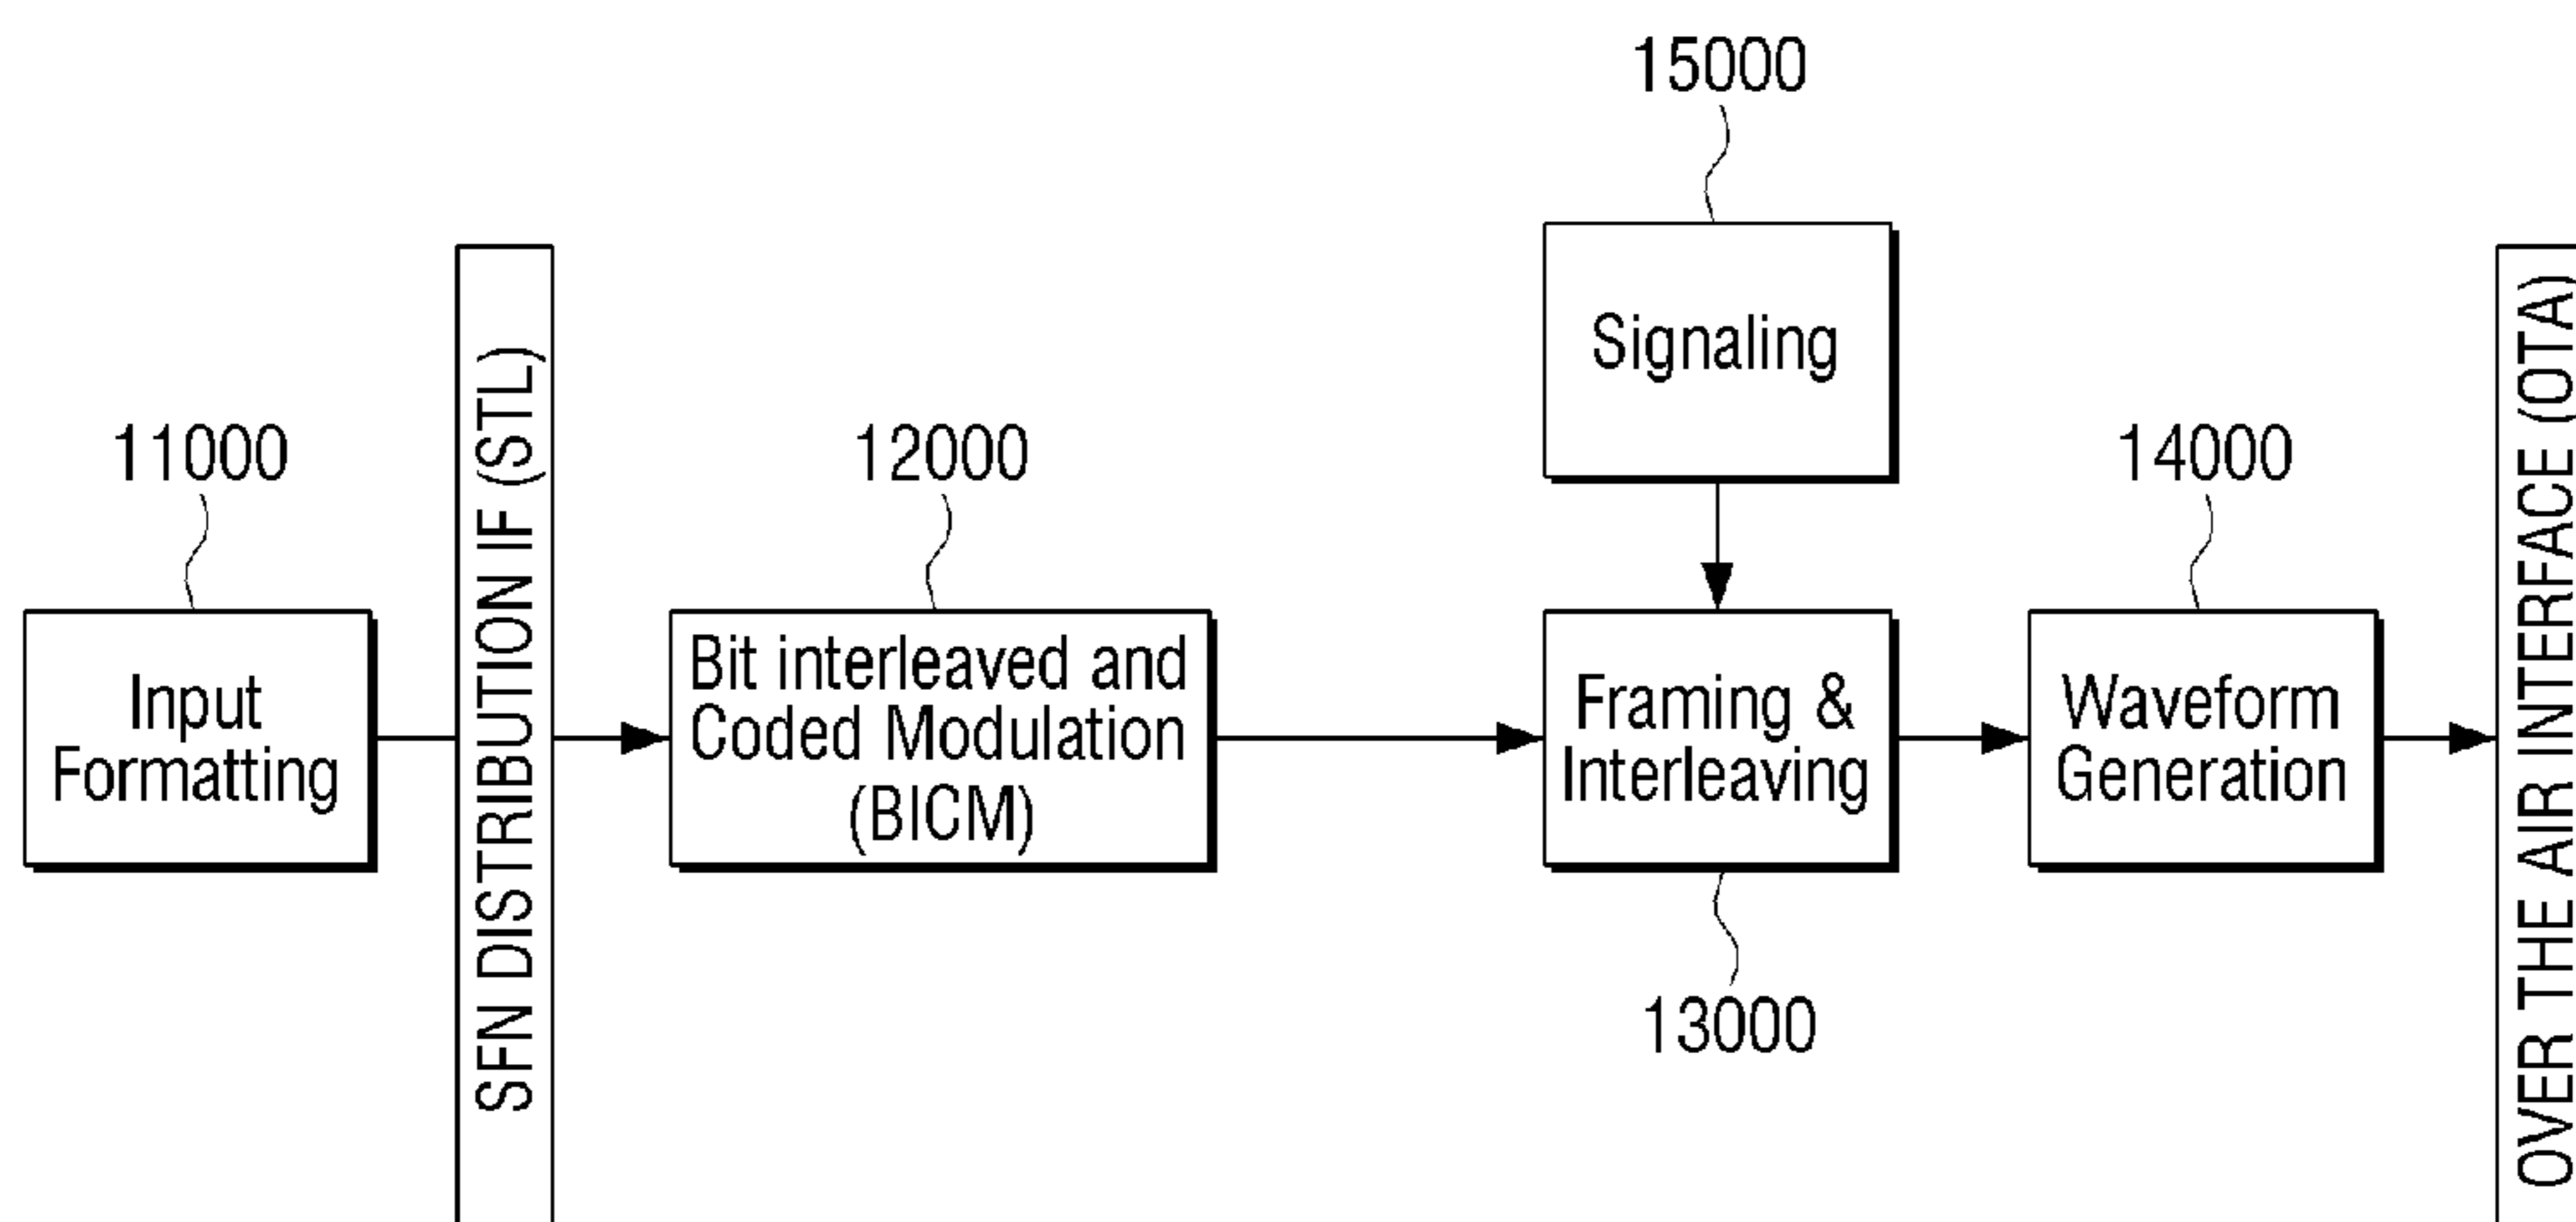 15000
Signaling
11000
Input
Formatting
SFN DISTRIBUTION IF (STL)
12000
Bit interleaved and
Coded Modulation
(BICM)
Framing &
Interleaving
13000
14000
Waveform
Generation
OVER THE AIR INTERFACE (OTA)